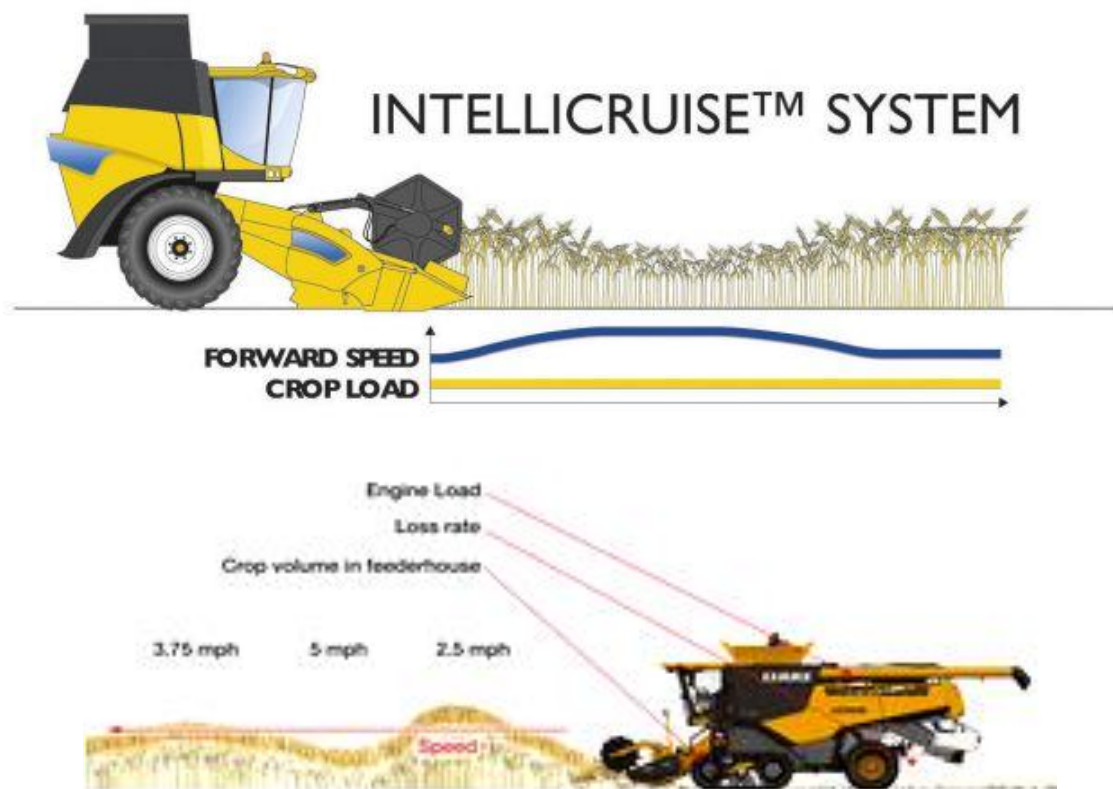 INTELLICRUISE™ SYSTEM
FORWARD SPEED
CROP LOAD
Engine Load
Loss rate
Crop volume in feederhouse
3.75 mph 5 mph 2.5 mph
Speed
CLAAS